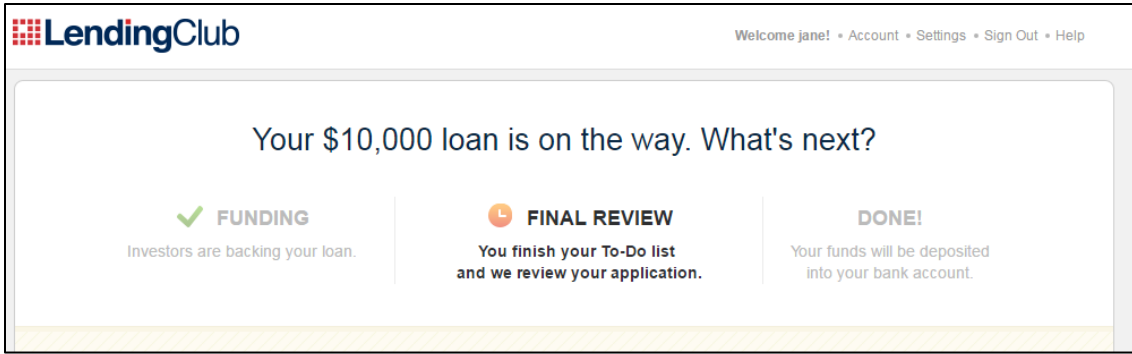 LendingClub
Welcome jane! • Account • Settings • Sign Out • Help
Your $10,000 loan is on the way. What's next?
FUNDING
Investors are backing your loan.
FINAL REVIEW
You finish your To-Do list
and we review your application.
DONE!
Your funds will be deposited
into your bank account.